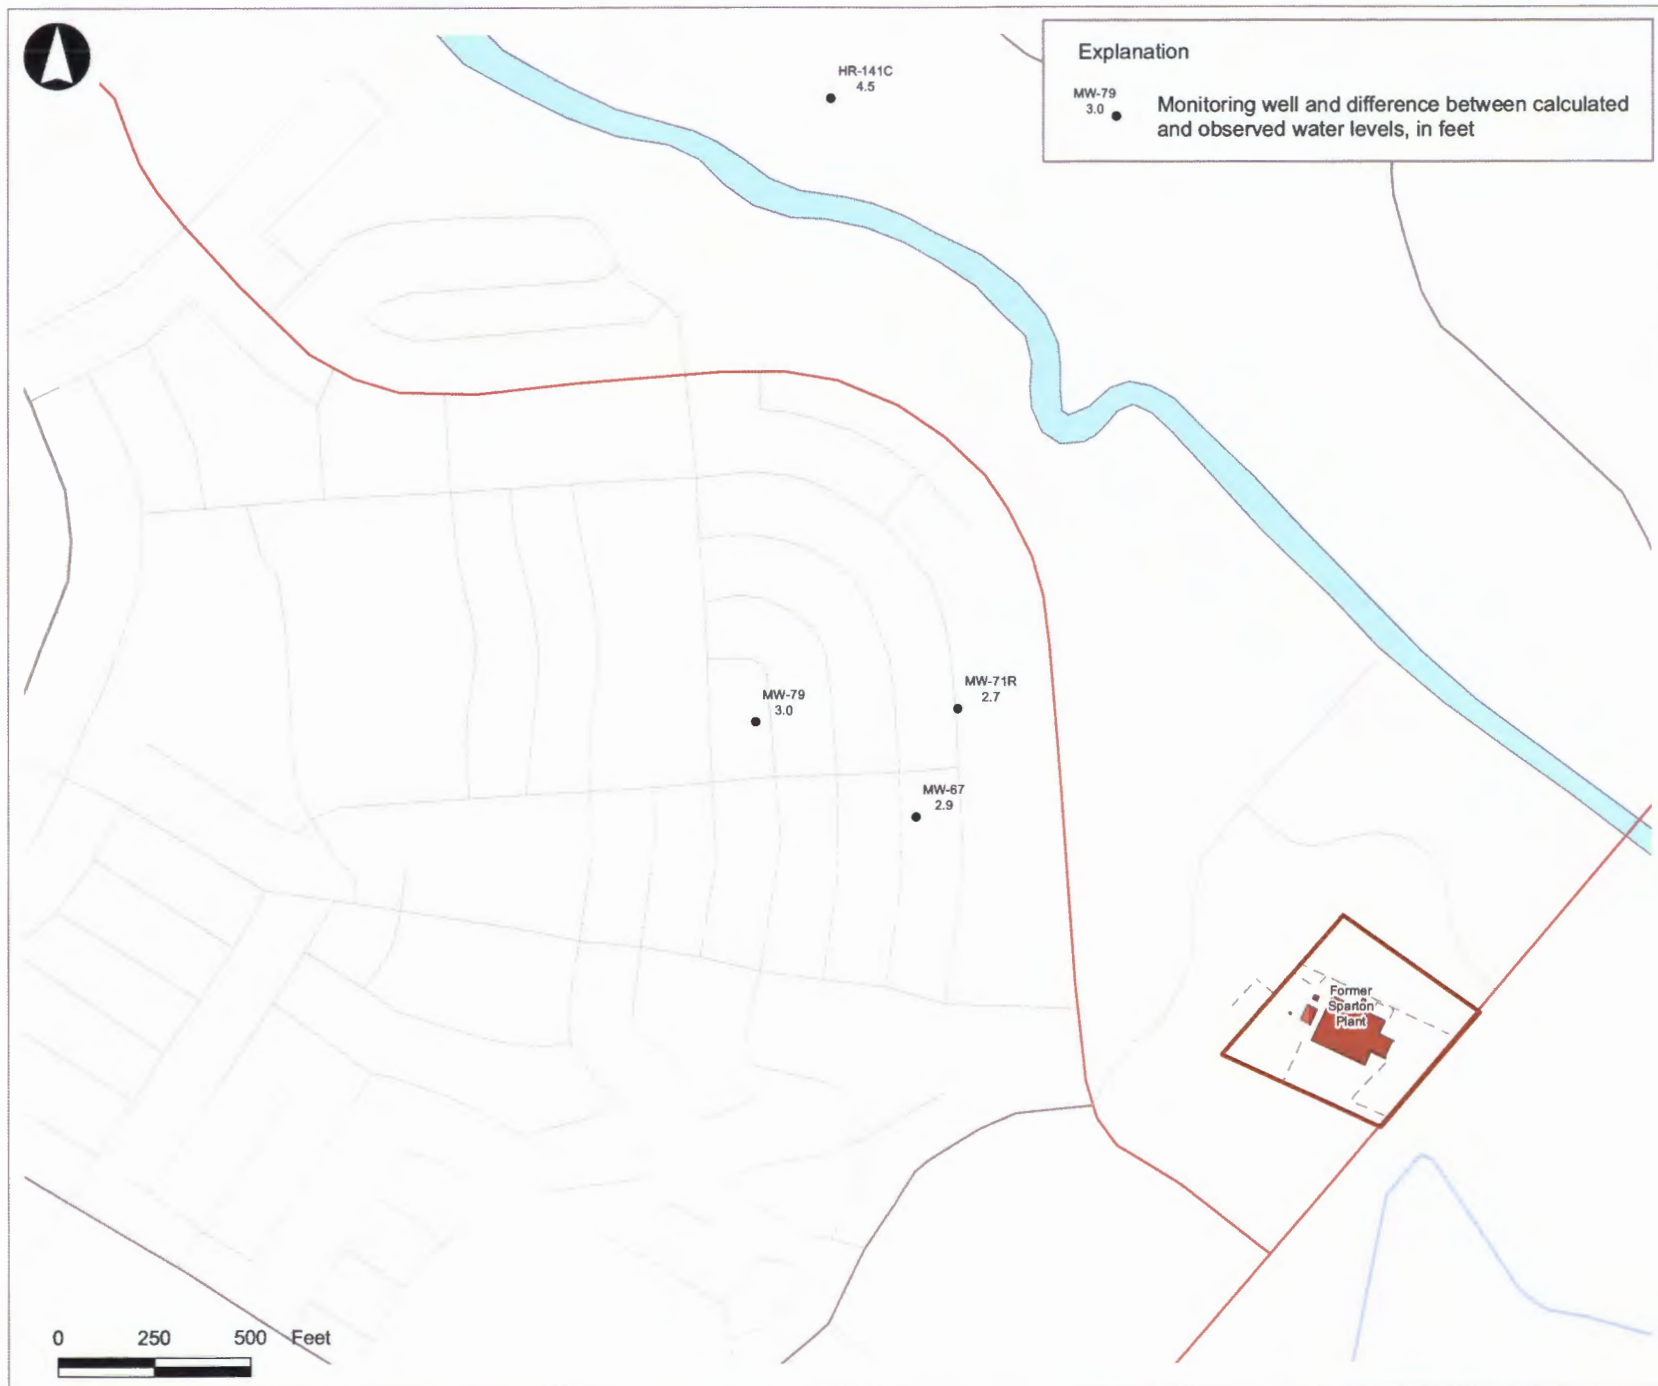 HR-141C
4.5
Explanation
MW-79
3.0
Monitoring well and difference between calculated
and observed water levels, in feet
MW-79
3.0
MW-71R
2.7
MW-67
2.9
Former
Sparton
Plant
0 250 500 Feet